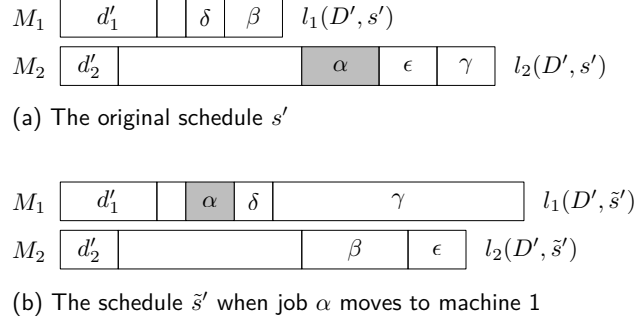 M₁ d′₁ δ β l₁(D′, s′)
M₂ d′₂ α ϵ γ l₂(D′, s′)
(a) The original schedule s′
M₁ d′₁ α δ γ l₁(D′, s̃′)
M₂ d′₂ β ϵ l₂(D′, s̃′)
(b) The schedule s̃′ when job α moves to machine 1